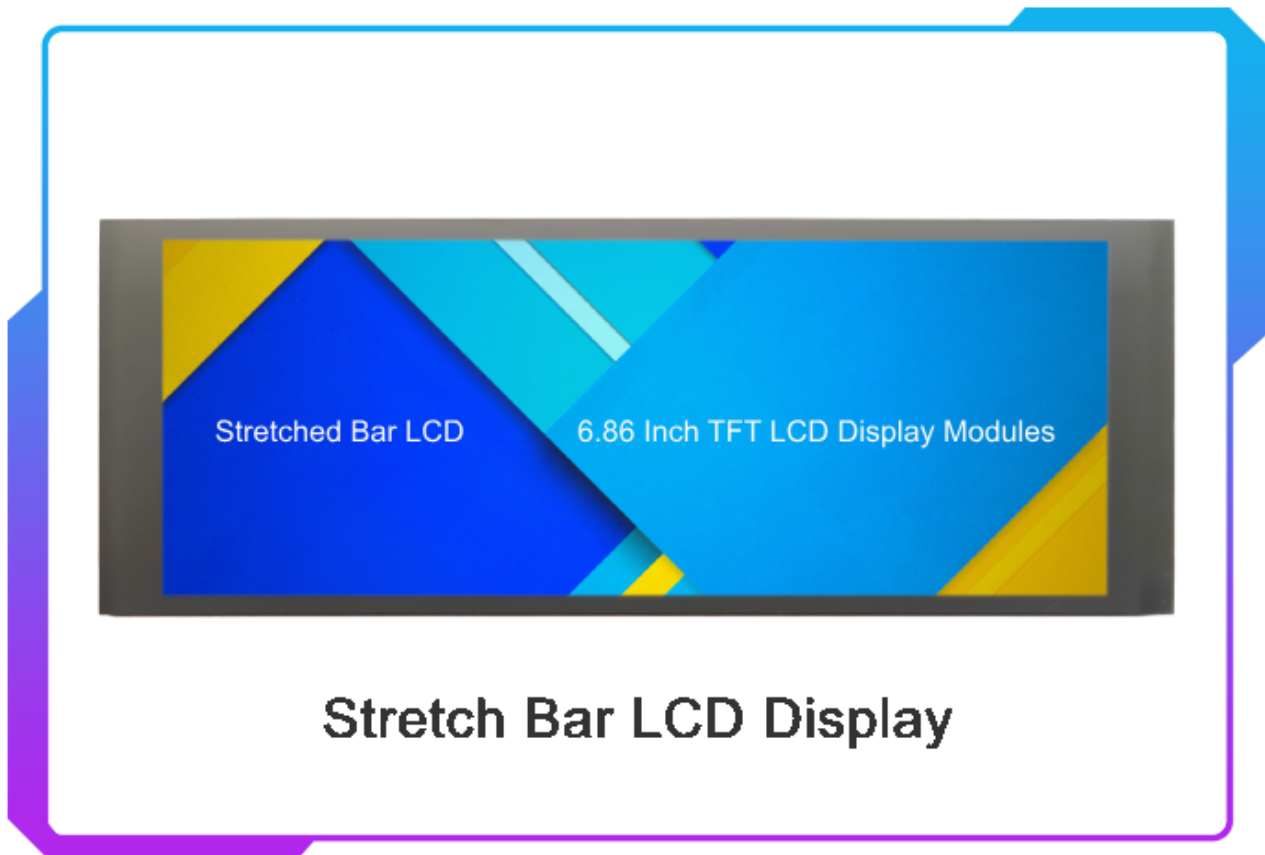 Stretched Bar LCD
6.86 Inch TFT LCD Display Modules
Stretch Bar LCD Display